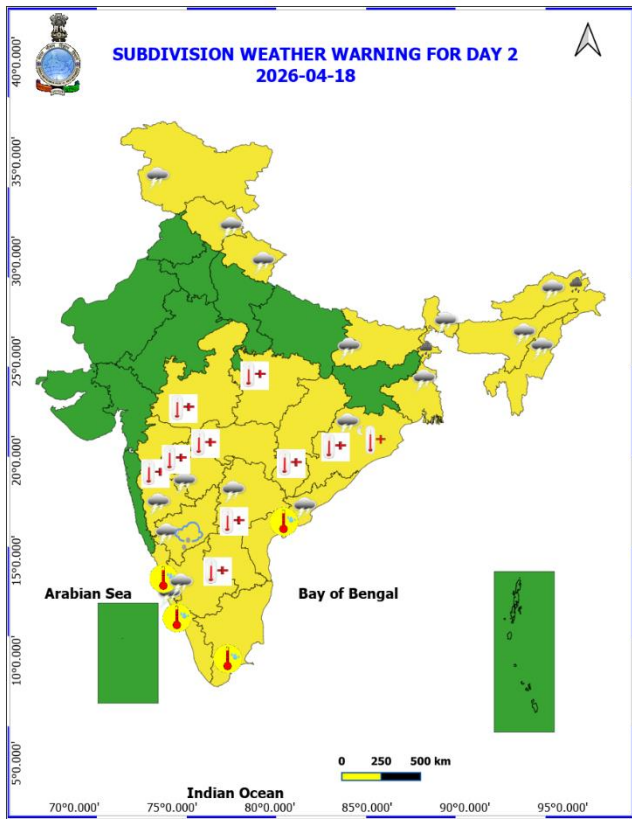 SUBDIVISION WEATHER WARNING FOR DAY 2
2026-04-18
40°0.000'
35°0.000'
30°0.000'
25°0.000'
20°0.000'
15°0.000'
10°0.000'
5°0.000'
Arabian Sea
Bay of Bengal
0 250 500 km
Indian Ocean
70°0.000' 75°0.000' 80°0.000' 85°0.000' 90°0.000' 95°0.000'